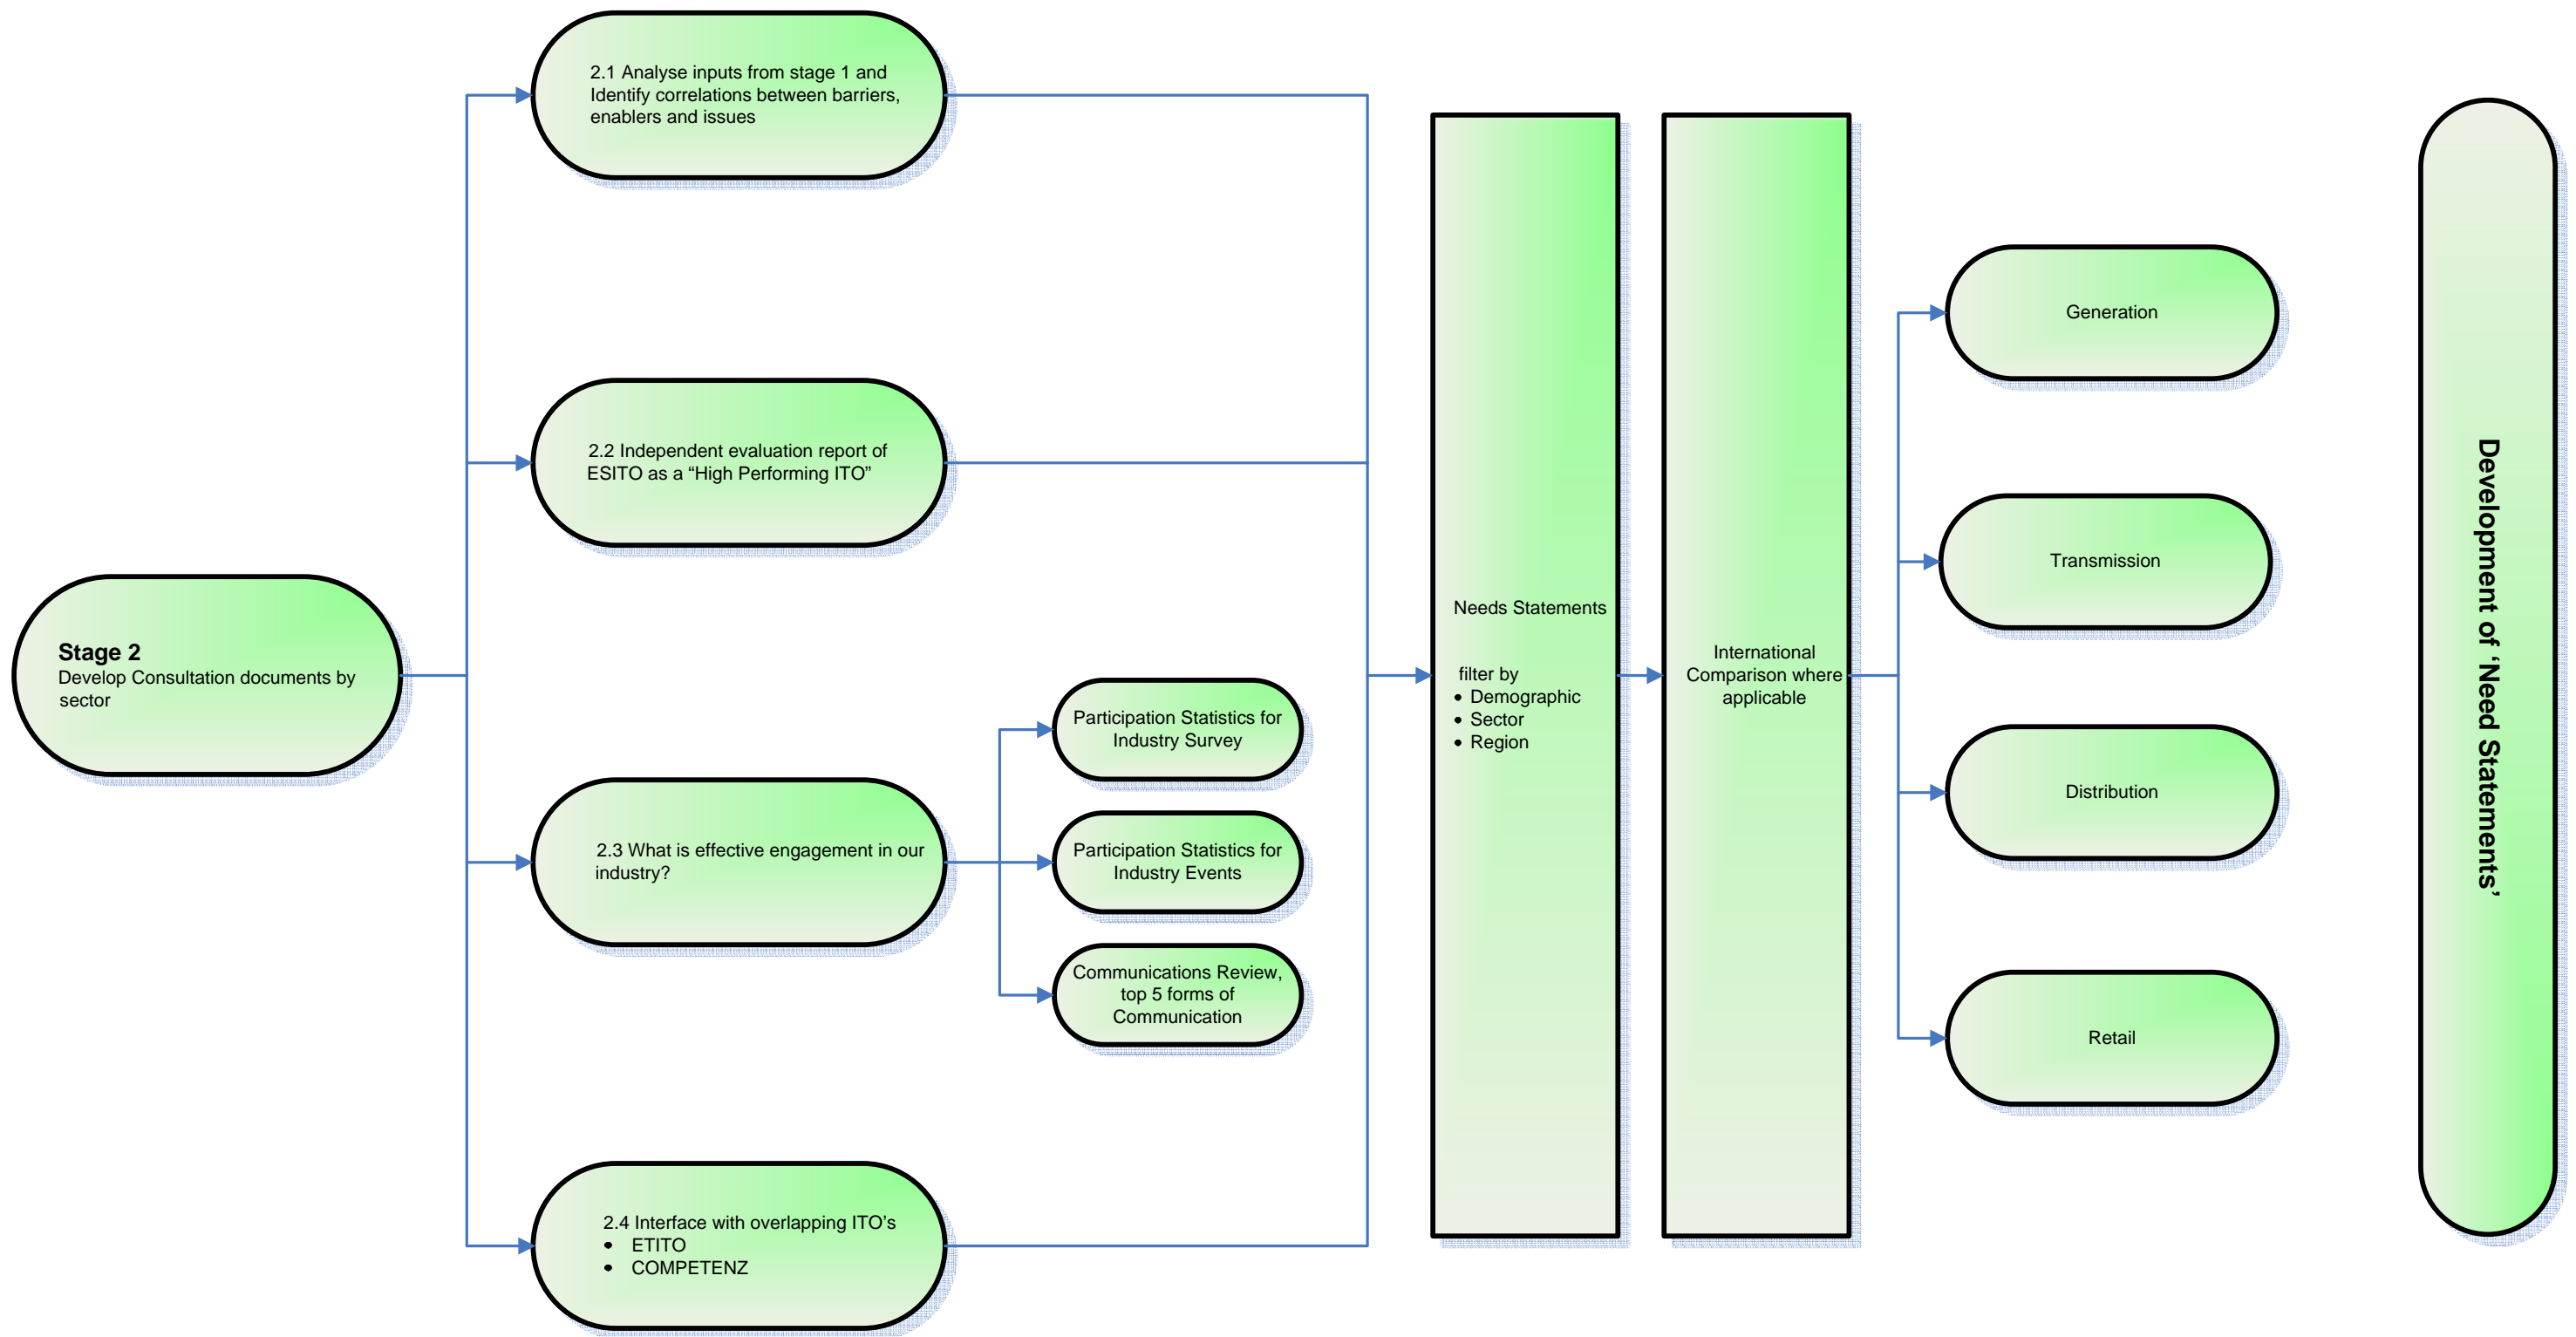 Stage 2
Develop Consultation documents by
sector
2.1 Analyse inputs from stage 1 and
Identify correlations between barriers,
enablers and issues
2.2 Independent evaluation report of
ESITO as a “High Performing ITO”
2.3 What is effective engagement in our
industry?
2.4 Interface with overlapping ITO’s
• ETITO
• COMPETENZ
Participation Statistics for
Industry Survey
Participation Statistics for
Industry Events
Communications Review,
top 5 forms of
Communication
Needs Statements
filter by
• Demographic
• Sector
• Region
International
Comparison where
applicable
Generation
Transmission
Distribution
Retail
Development of ‘Need Statements’